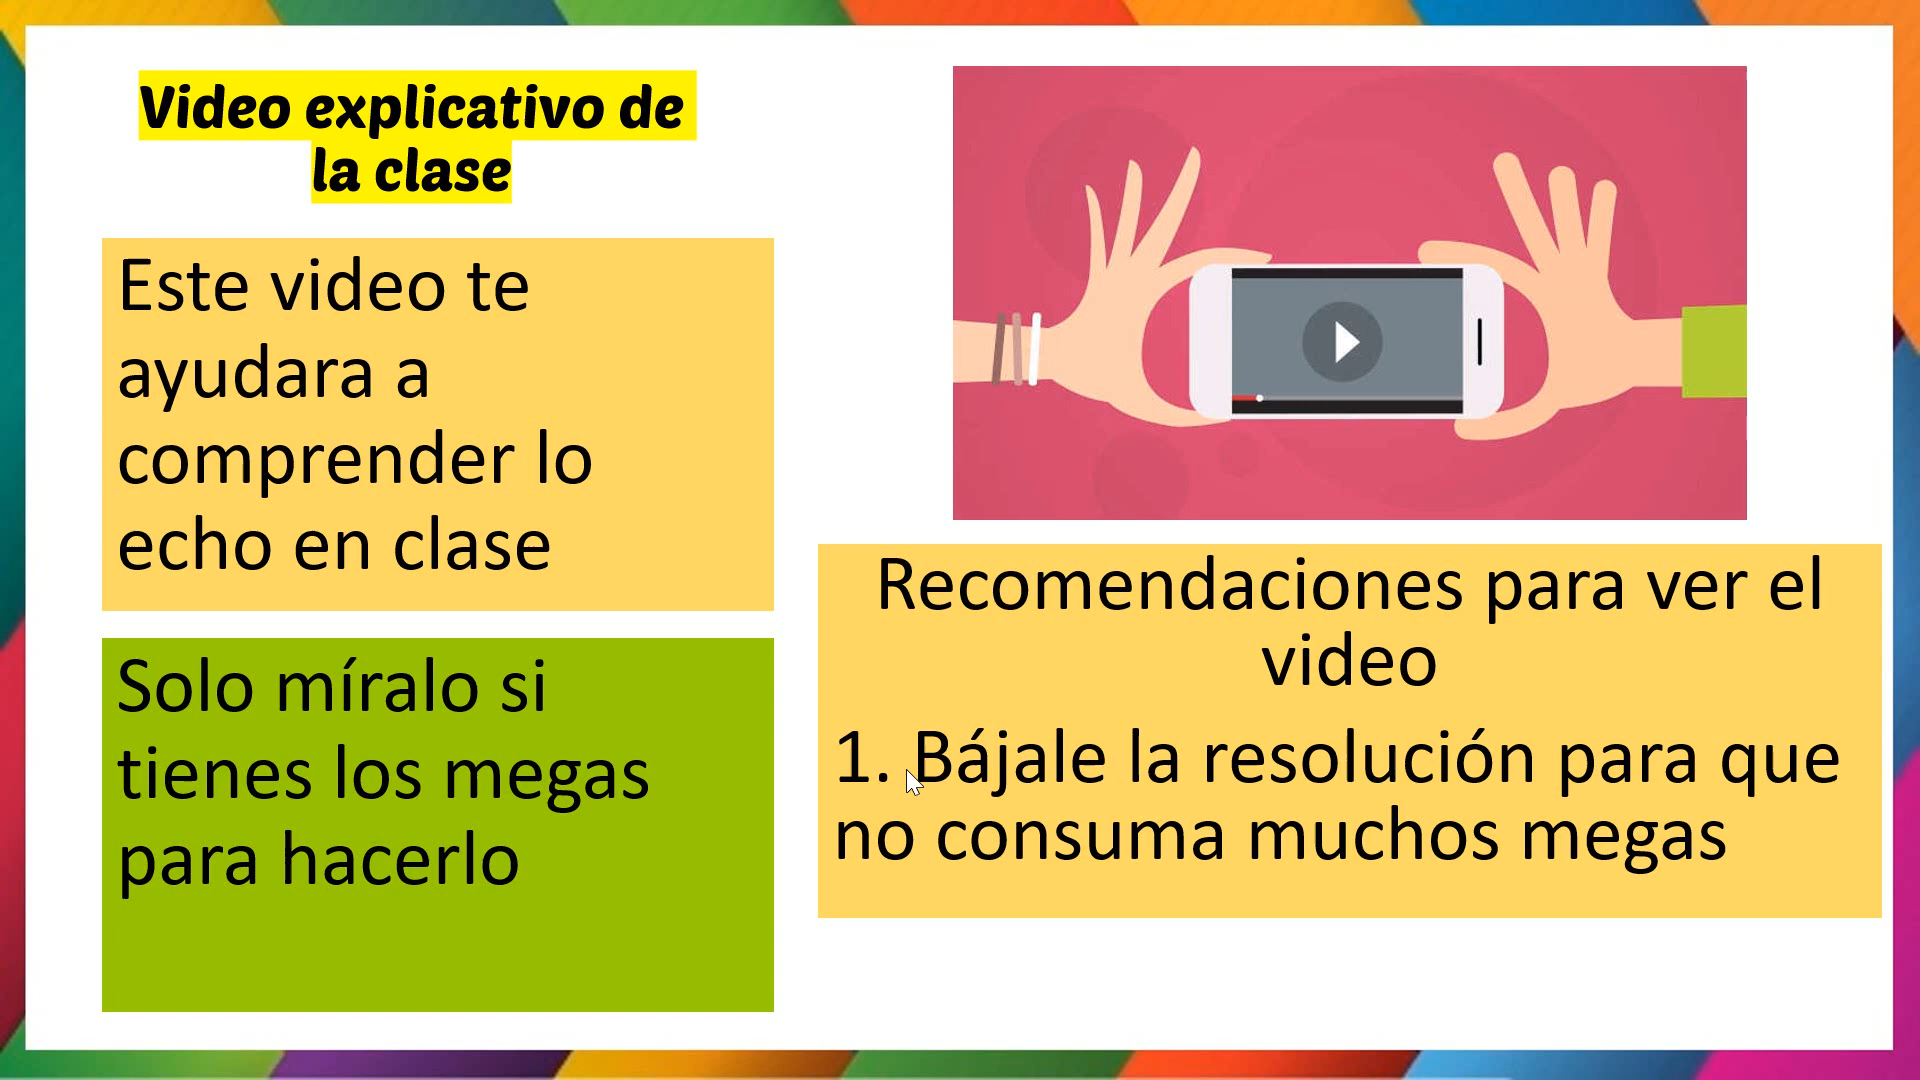 Video explicativo de
la clase
Este video te
ayudara a
comprender lo
echo en clase
Solo míralo si
tienes los megas
para hacerlo
Recomendaciones para ver el
video
1. Bájale la resolución para que
no consuma muchos megas